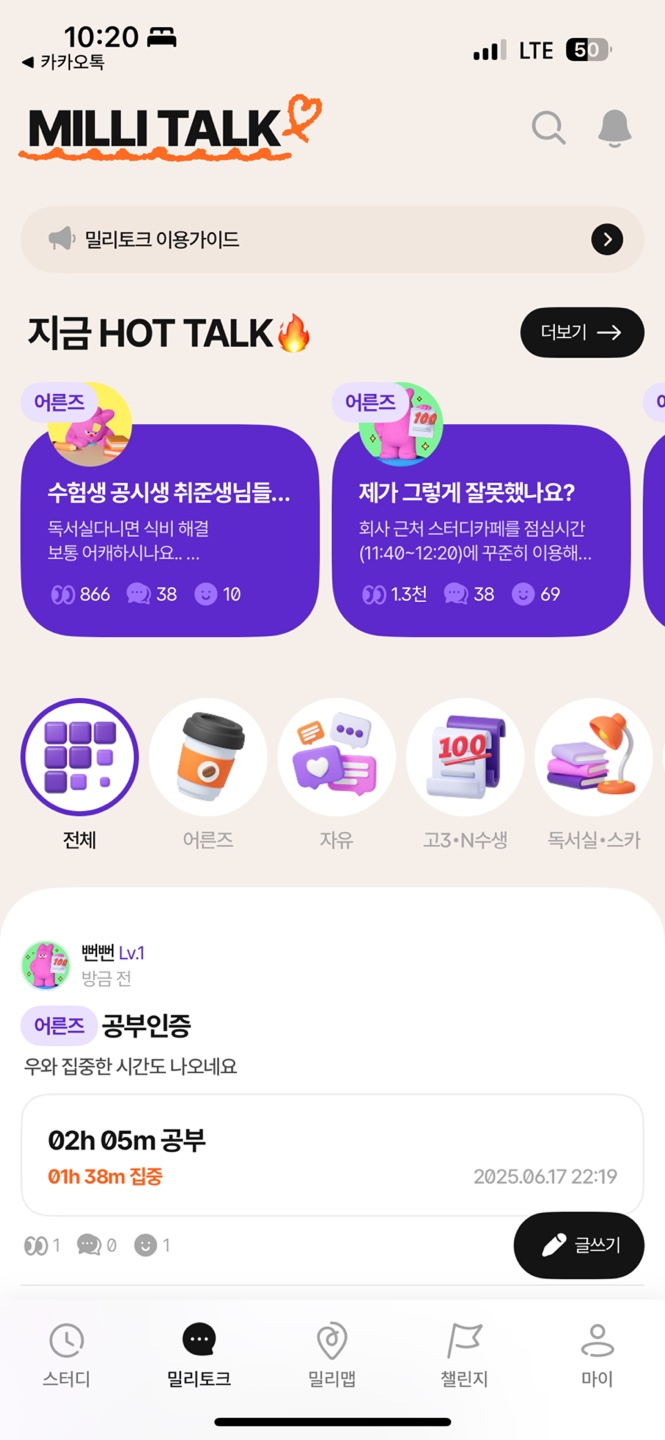 10:20
LTE 50
◀ 카카오톡
MILLI TALK
밀리토크 이용가이드
지금 HOT TALK🔥
더보기 →
어른즈
수험생 공시생 취준생님들...
독서실다니면 식비 해결
보통 어캐하시나요.. ...
866 38 10
어른즈
100
제가 그렇게 잘못했나요?
회사 근처 스터디카페를 점심시간
(11:40~12:20)에 꾸준히 이용해...
1.3천 38 69
100
전체
어른즈
자유
고3•N수생
독서실•스카
100
뻔뻔 Lv.1
방금 전
어른즈 공부인증
우와 집중한 시간도 나오네요
02h 05m 공부
01h 38m 집중
2025.06.17 22:19
1 0 1
글쓰기
스터디
밀리토크
밀리맵
챌린지
마이